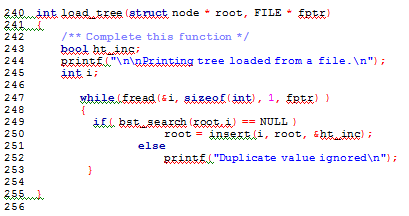 240 int load_tree(struct node * root, FILE * fptr)
241 {
242 /** Complete this function */
243 bool ht_inc;
244 printf("\n\nPrinting tree loaded from a file.\n");
245 int i;
246
247 while(fread(&i, sizeof(int), 1, fptr) )
248 {
249 if( bst_search(root,i) == NULL )
250 root = insert(i, root, &ht_inc);
251 else
252 printf("Duplicate value ignored\n");
253 }
254
255 }
256